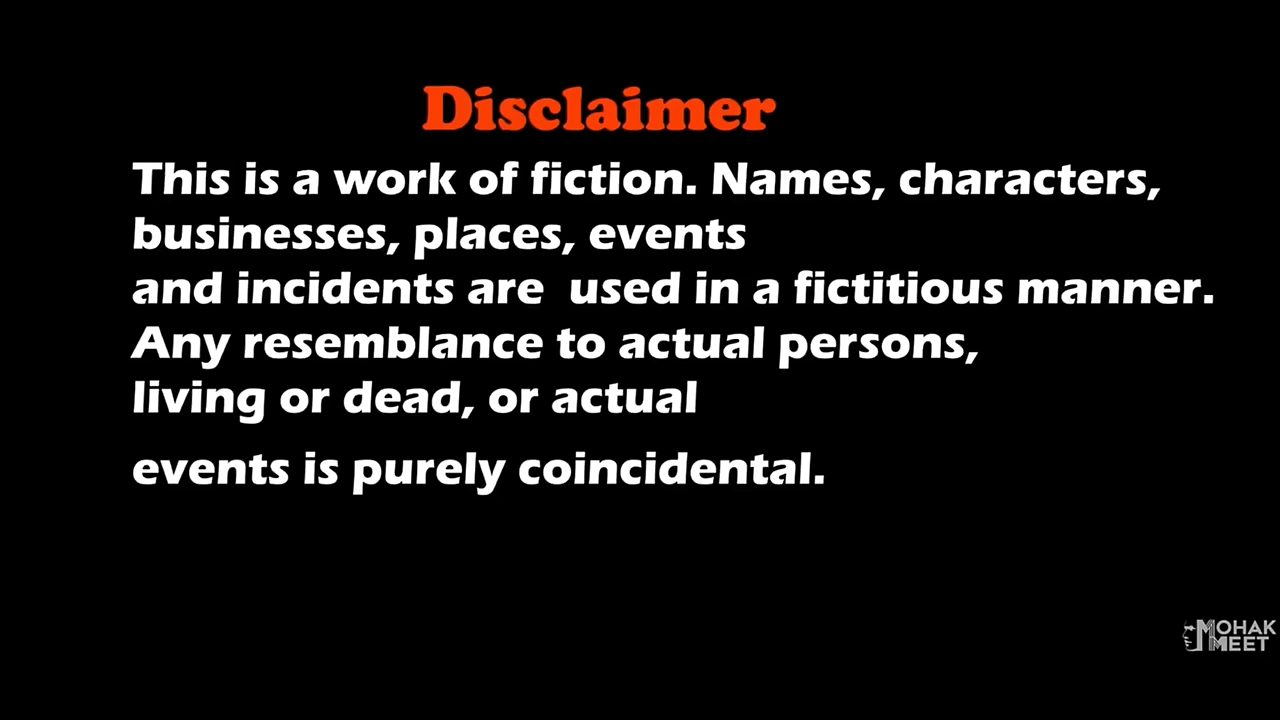 Disclaimer
This is a work of fiction. Names, characters,
businesses, places, events
and incidents are  used in a fictitious manner.
Any resemblance to actual persons,
living or dead, or actual
events is purely coincidental.
MOHAK
MEET